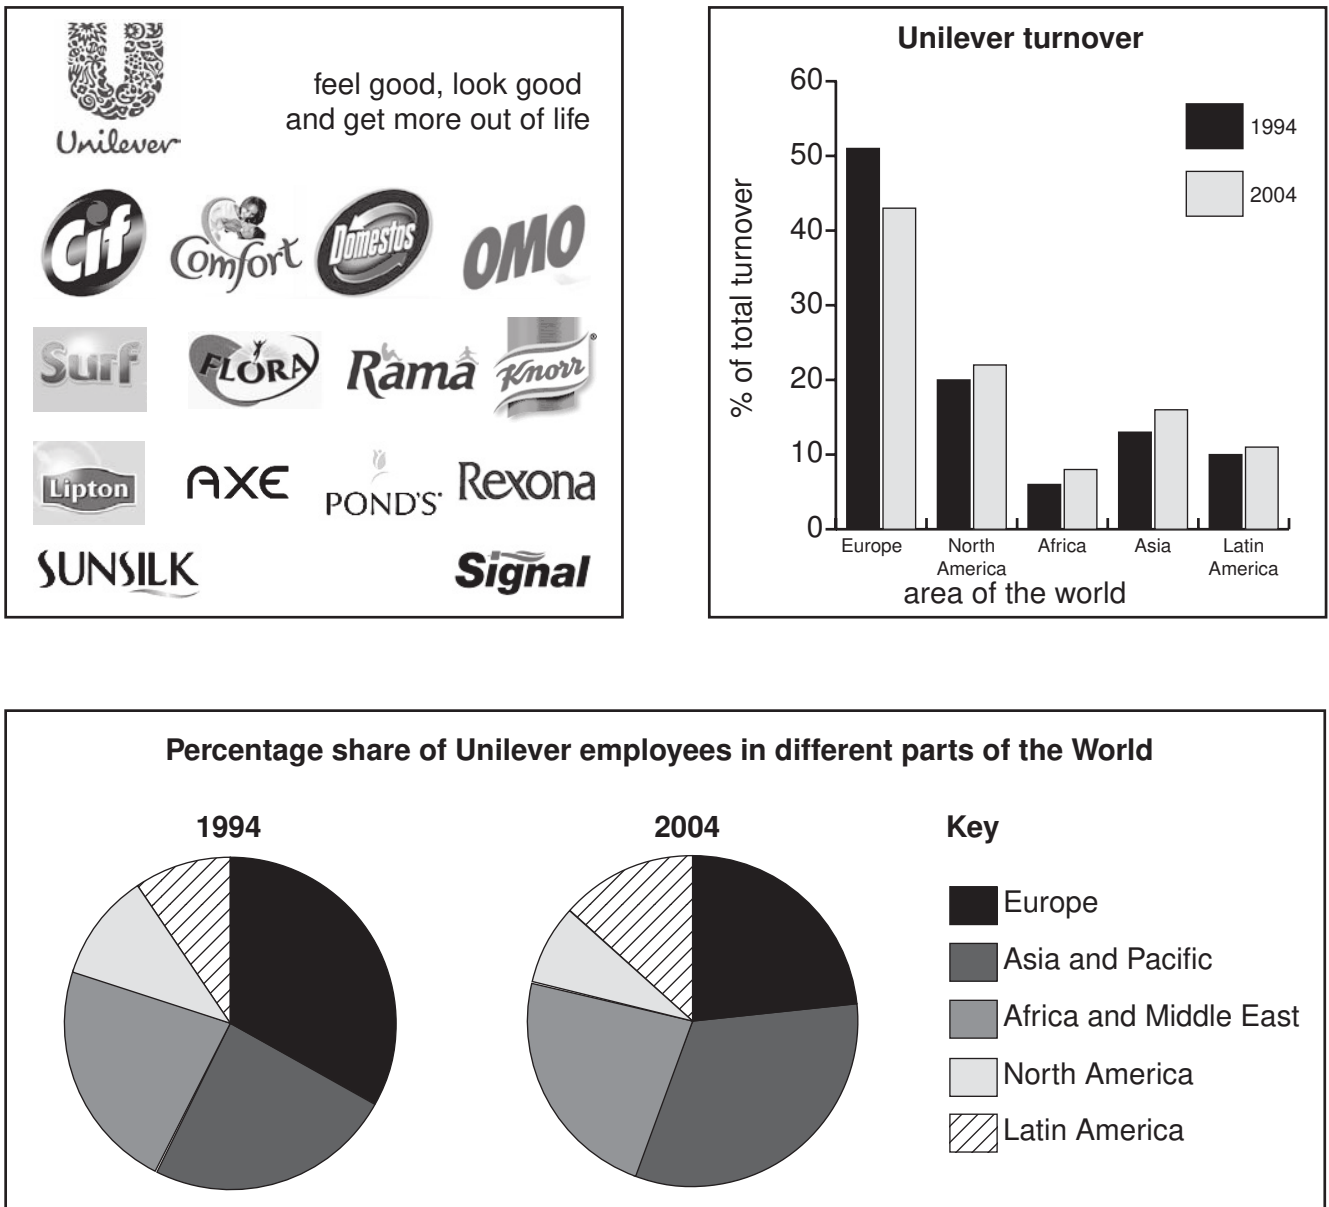 Unilever
feel good, look good
and get more out of life
Cif
Comfort
Domestos
OMO
Surf
FLORA
Rama
Knorr®
Lipton
AXE
POND'S
Rexona
SUNSILK
Signal
Unilever turnover
% of total turnover
60
50
40
30
20
10
0
1994
2004
Europe
North
America
Africa
Asia
Latin
America
area of the world
Percentage share of Unilever employees in different parts of the World
1994
2004
Key
Europe
Asia and Pacific
Africa and Middle East
North America
Latin America